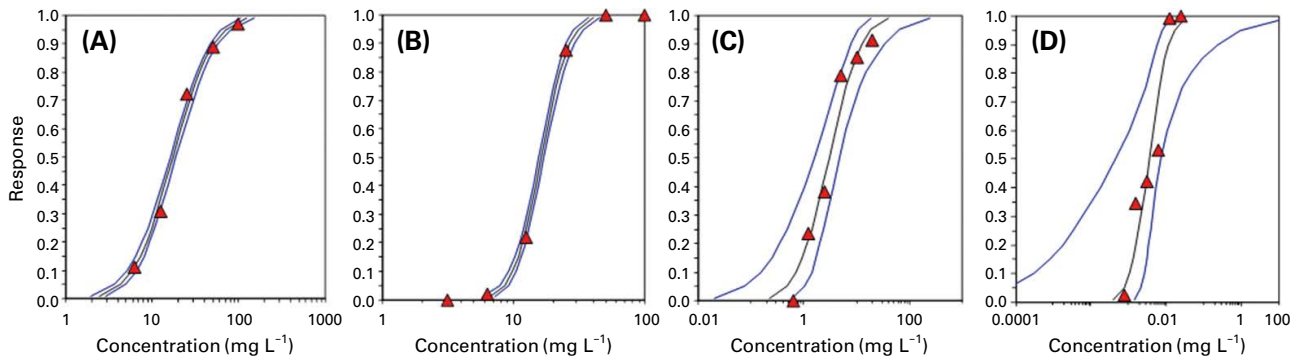 (A) (B) (C) (D)
Response
1.0 1.0 1.0 1.0
0.9 0.9 0.9 0.9
0.8 0.8 0.8 0.8
0.7 0.7 0.7 0.7
0.6 0.6 0.6 0.6
0.5 0.5 0.5 0.5
0.4 0.4 0.4 0.4
0.3 0.3 0.3 0.3
0.2 0.2 0.2 0.2
0.1 0.1 0.1 0.1
0.0 0.0 0.0 0.0
1 10 100 1000 1 10 100 0.01 1 100 0.0001 0.01 1 100
Concentration (mg L⁻¹) Concentration (mg L⁻¹) Concentration (mg L⁻¹) Concentration (mg L⁻¹)